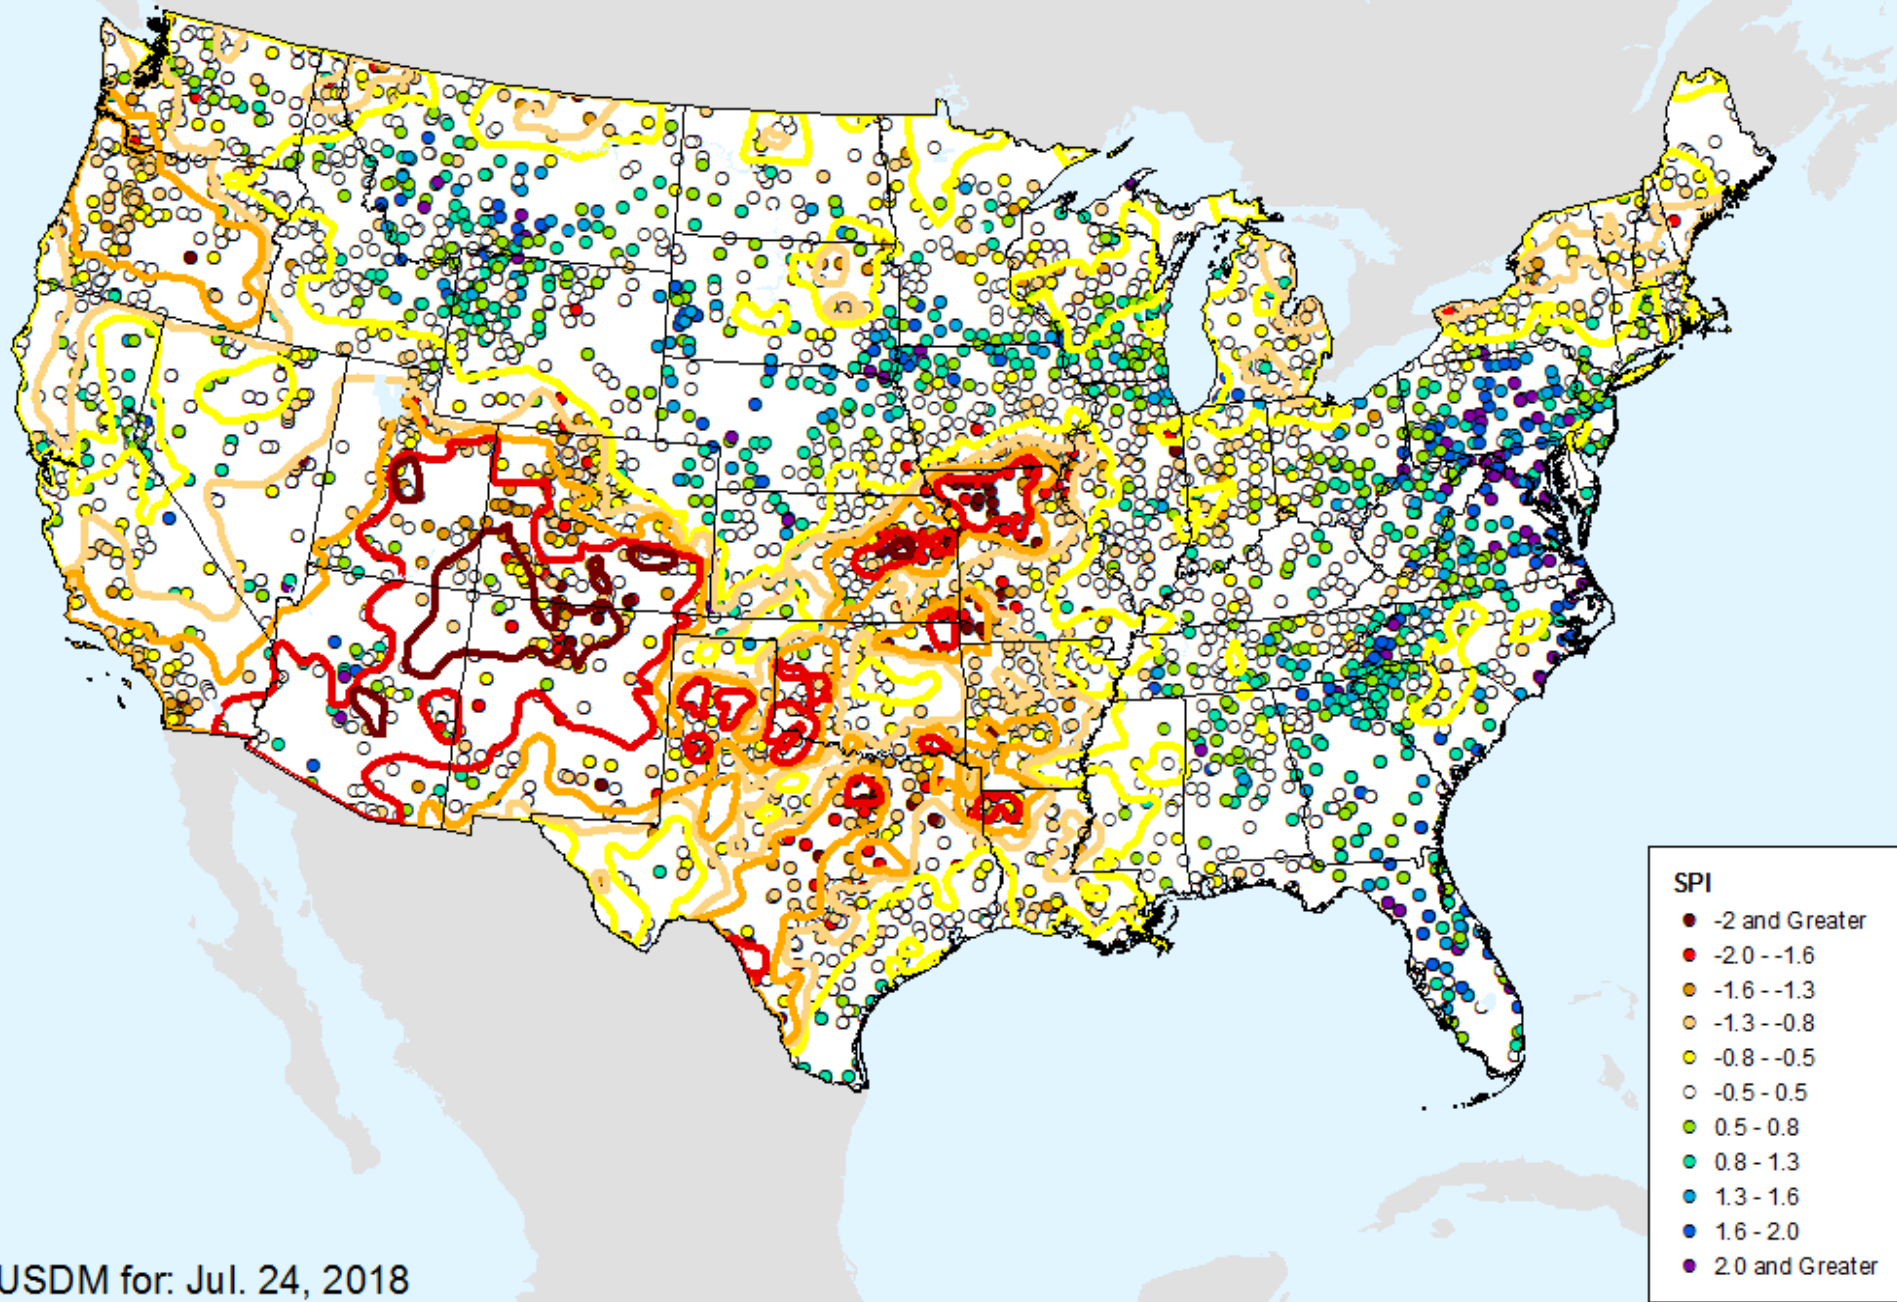 SPI
-2 and Greater
-2.0 - -1.6
-1.6 - -1.3
-1.3 - -0.8
-0.8 - -0.5
-0.5 - 0.5
0.5 - 0.8
0.8 - 1.3
1.3 - 1.6
1.6 - 2.0
2.0 and Greater
USDM for: Jul. 24, 2018